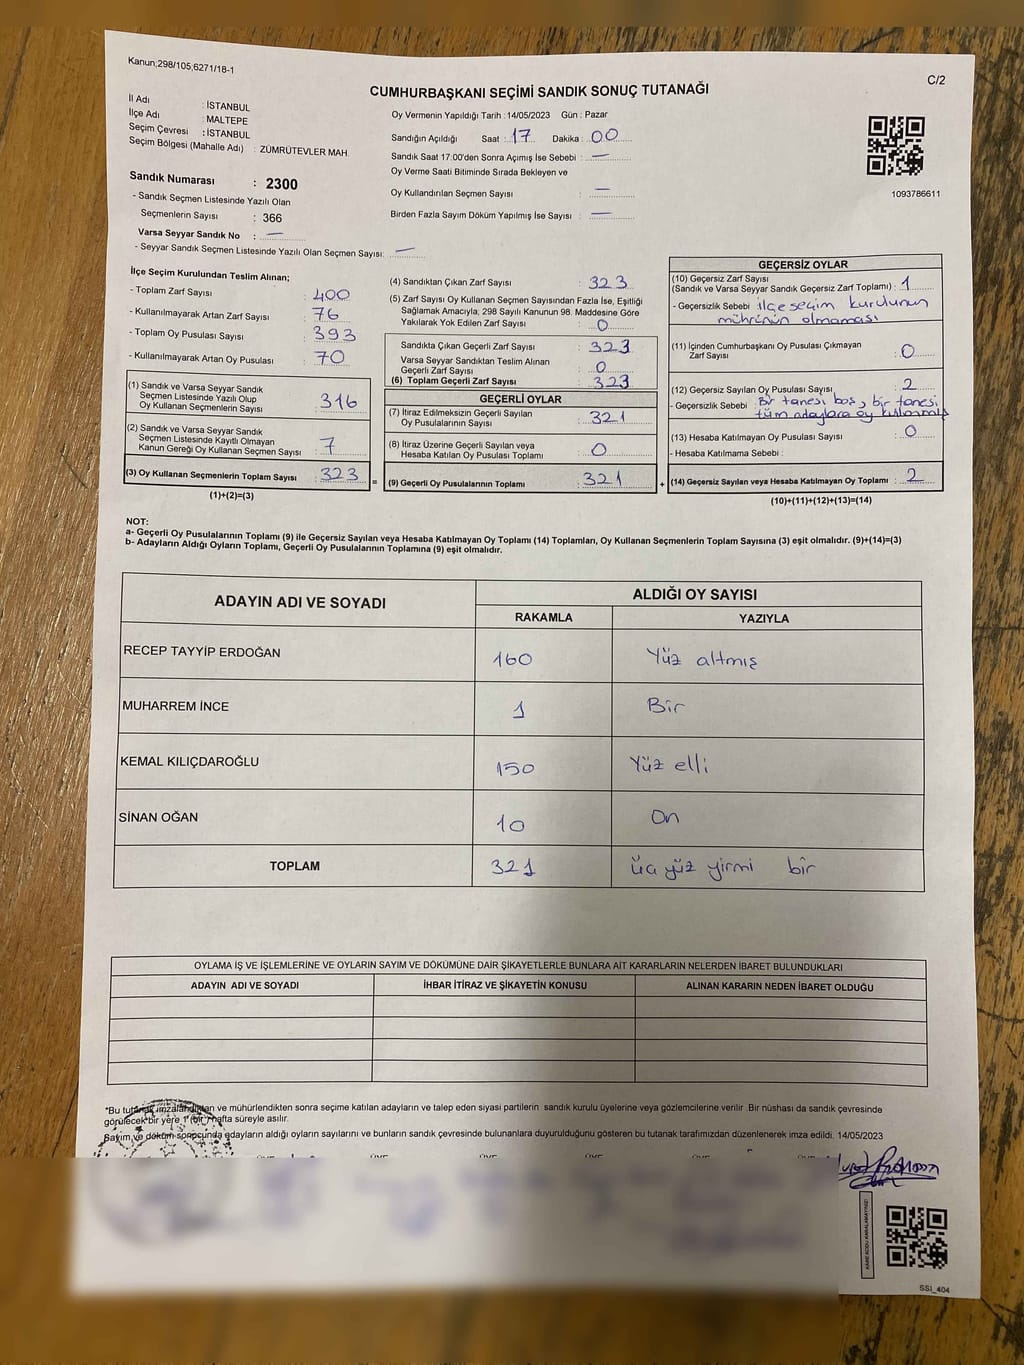 Kanun;298/105,6271/18-1
C/2
CUMHURBAŞKANI SEÇİMİ SANDIK SONUÇ TUTANAĞI
İl Adı : İSTANBUL
İlçe Adı : MALTEPE
Seçim Çevresi : İSTANBUL
Seçim Bölgesi (Mahalle Adı) : ZÜMRÜTEVLER MAH.
Sandık Numarası : 2300
- Sandık Seçmen Listesinde Yazılı Olan
Seçmenlerin Sayısı : 366
Varsa Seyyar Sandık No : —
- Seyyar Sandık Seçmen Listesinde Yazılı Olan Seçmen Sayısı: —
Oy Vermenin Yapıldığı Tarih : 14/05/2023 Gün : Pazar
Sandığın Açıldığı Saat : 17 Dakika : 00
Sandık Saat 17:00'den Sonra Açımış İse Sebebi : —
Oy Verme Saati Bitiminde Sırada Bekleyen ve
Oy Kullandırılan Seçmen Sayısı : —
Birden Fazla Sayım Döküm Yapılmış İse Sayısı : —
1093786611
İlçe Seçim Kurulundan Teslim Alınan;
- Toplam Zarf Sayısı : 400
- Kullanılmayarak Artan Zarf Sayısı : 76
- Toplam Oy Pusulası Sayısı : 393
- Kullanılmayarak Artan Oy Pusulası : 70
(1) Sandık ve Varsa Seyyar Sandık
Seçmen Listesinde Yazılı Olup
Oy Kullanan Seçmenlerin Sayısı : 316
(2) Sandık ve Varsa Seyyar Sandık
Seçmen Listesinde Kayıtlı Olmayan
Kanun Gereği Oy Kullanan Seçmen Sayısı : 7
(3) Oy Kullanan Seçmenlerin Toplam Sayısı : 323
(1)+(2)=(3)
(4) Sandıktan Çıkan Zarf Sayısı : 323
(5) Zarf Sayısı Oy Kullanan Seçmen Sayısından Fazla İse, Eşitliği
Sağlamak Amacıyla; 298 Sayılı Kanunun 98. Maddesine Göre
Yakılarak Yok Edilen Zarf Sayısı : 0
Sandıkta Çıkan Geçerli Zarf Sayısı : 323
Varsa Seyyar Sandıktan Teslim Alınan
Geçerli Zarf Sayısı : 0
(6) Toplam Geçerli Zarf Sayısı : 323
GEÇERLİ OYLAR
(7) İtiraz Edilmeksizin Geçerli Sayılan
Oy Pusulalarının Sayısı : 321
(8) İtiraz Üzerine Geçerli Sayılan veya
Hesaba Katılan Oy Pusulası Toplamı : 0
= (9) Geçerli Oy Pusulalarının Toplamı : 321
GEÇERSİZ OYLAR
(10) Geçersiz Zarf Sayısı
(Sandık ve Varsa Seyyar Sandık Geçersiz Zarf Toplamı) : 1
- Geçersizlik Sebebi : ilçe seçim kurulunun
mührünün olmaması
(11) İçinden Cumhurbaşkanı Oy Pusulası Çıkmayan
Zarf Sayısı : 0
(12) Geçersiz Sayılan Oy Pusulası Sayısı : 2
- Geçersizlik Sebebi : Bir tanesi boş, bir tanesi
tüm adaylara oy kullanmış
(13) Hesaba Katılmayan Oy Pusulası Sayısı : 0
- Hesaba Katılmama Sebebi :
+ (14) Geçersiz Sayılan veya Hesaba Katılmayan Oy Toplamı : 2
(10)+(11)+(12)+(13)=(14)
NOT:
a- Geçerli Oy Pusulalarının Toplamı (9) ile Geçersiz Sayılan veya Hesaba Katılmayan Oy Toplamı (14) Toplamları, Oy Kullanan Seçmenlerin Toplam Sayısına (3) eşit olmalıdır. (9)+(14)=(3)
b- Adayların Aldığı Oyların Toplamı, Geçerli Oy Pusulalarının Toplamına (9) eşit olmalıdır.
ADAYIN ADI VE SOYADI
ALDIĞI OY SAYISI
RAKAMLA YAZIYLA
RECEP TAYYİP ERDOĞAN 160 Yüz altmış
MUHARREM İNCE 1 Bir
KEMAL KILIÇDAROĞLU 150 Yüz elli
SİNAN OĞAN 10 On
TOPLAM 321 üç yüz yirmi bir
OYLAMA İŞ VE İŞLEMLERİNE VE OYLARIN SAYIM VE DÖKÜMÜNE DAİR ŞİKAYETLERLE BUNLARA AİT KARARLARIN NELERDEN İBARET BULUNDUKLARI
ADAYIN ADI VE SOYADI İHBAR İTİRAZ VE ŞİKAYETİN KONUSU ALINAN KARARIN NEDEN İBARET OLDUĞU
*Bu tutanak imzalandıktan ve mühürlendikten sonra seçime katılan adayların ve talep eden siyasi partilerin sandık kurulu üyelerine veya gözlemcilerine verilir .Bir nüshası da sandık çevresinde
görülecek bir yere 1 (bir) hafta süreyle asılır.
Sayım ve döküm sonucunda adayların aldığı oyların sayılarını ve bunların sandık çevresinde bulunanlara duyurulduğunu gösteren bu tutanak tarafımızdan düzenlenerek imza edildi. 14/05/2023
SSI_404